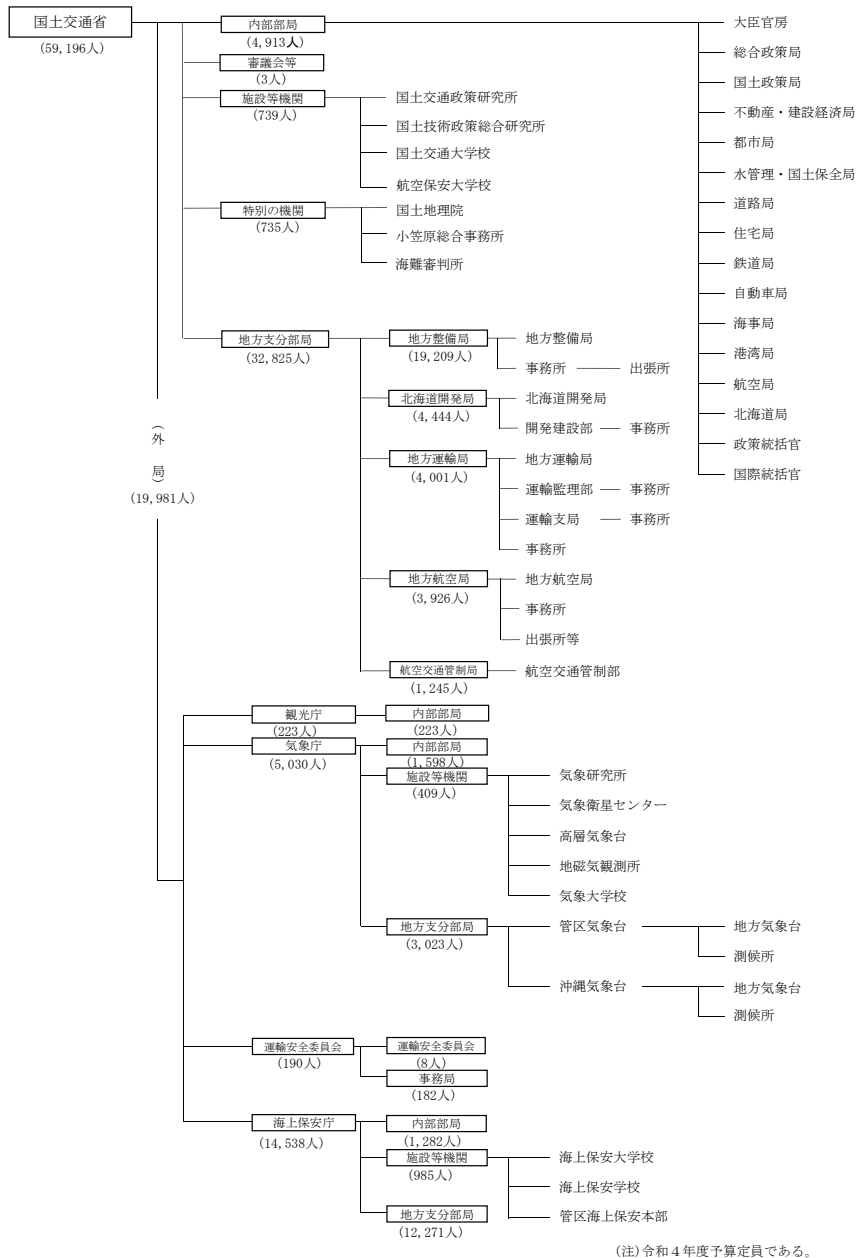 国土交通省
(59,196人)
内部部局
(4,913人)
大臣官房
総合政策局
国土政策局
不動産・建設経済局
都市局
水管理・国土保全局
道路局
住宅局
鉄道局
自動車局
海事局
港湾局
航空局
北海道局
政策統括官
国際統括官
審議会等
(3人)
施設等機関
(739人)
国土交通政策研究所
国土技術政策総合研究所
国土交通大学校
航空保安大学校
特別の機関
(735人)
国土地理院
小笠原総合事務所
海難審判所
地方支分部局
(32,825人)
地方整備局
(19,209人)
地方整備局
事務所 出張所
北海道開発局
(4,444人)
北海道開発局
開発建設部 事務所
地方運輸局
(4,001人)
地方運輸局
運輸監理部 事務所
運輸支局 事務所
事務所
地方航空局
(3,926人)
地方航空局
事務所
出張所等
航空交通管制局
(1,245人)
航空交通管制部
(外局)
(19,981人)
観光庁
(223人)
内部部局
(223人)
気象庁
(5,030人)
内部部局
(1,598人)
施設等機関
(409人)
気象研究所
気象衛星センター
高層気象台
地磁気観測所
気象大学校
地方支分部局
(3,023人)
管区気象台
地方気象台
測候所
沖縄気象台
地方気象台
測候所
運輸安全委員会
(190人)
運輸安全委員会
(8人)
事務局
(182人)
海上保安庁
(14,538人)
内部部局
(1,282人)
施設等機関
(985人)
海上保安大学校
海上保安学校
管区海上保安本部
地方支分部局
(12,271人)
(注)令和4年度予算定員である。